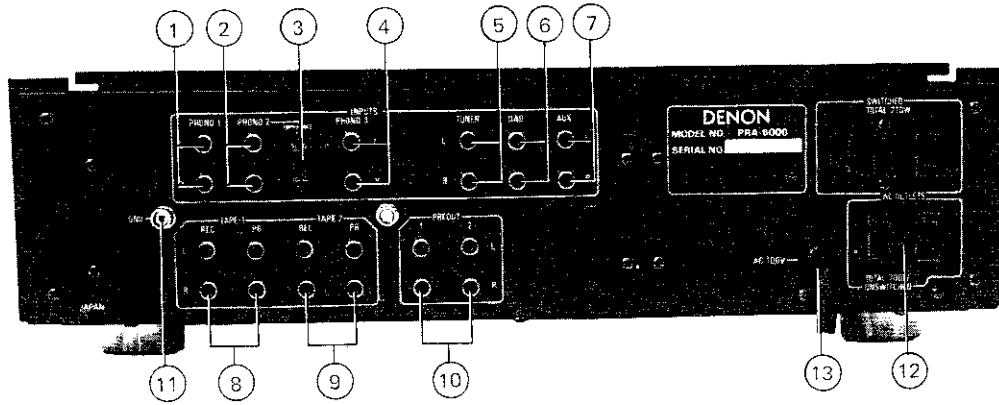 1 2 3 4 5 6 7
INPUTS
PHONO 1 PHONO 2 PHONO 3 TUNER DAD AUX
L
R
DENON
MODEL NO. PRA-6000
SERIAL NO.
SWITCHED
AC OUTLETS
UNSWITCHED
AC 100V
GND
TAPE-1 TAPE 2 PREOUT
REC PB REC PB 1 2
L L
R R
JAPAN
11 8 9 10 13 12